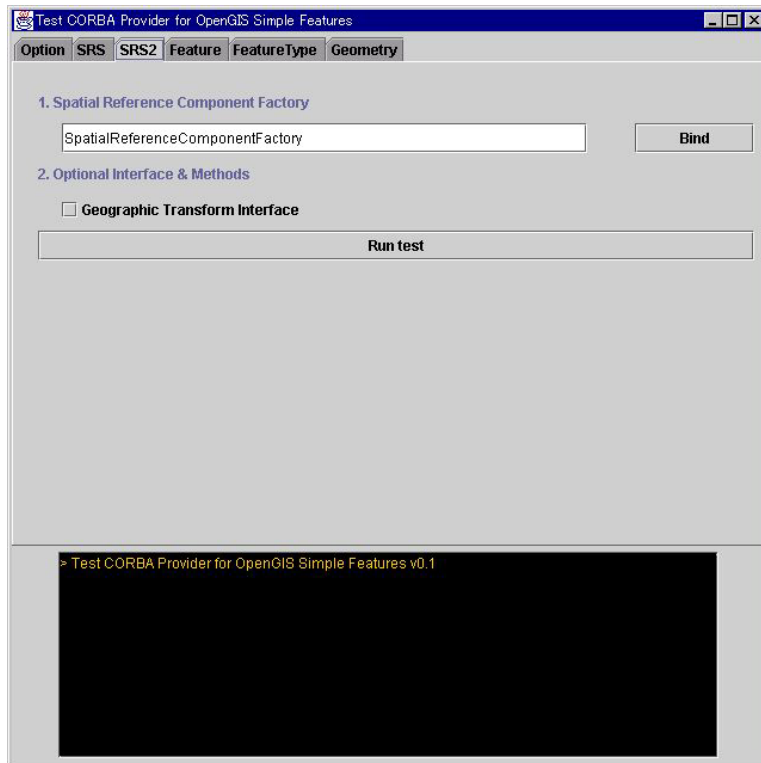 Test CORBA Provider for OpenGIS Simple Features
Option SRS SRS2 Feature FeatureType Geometry
1. Spatial Reference Component Factory
SpatialReferenceComponentFactory Bind
2. Optional Interface & Methods
Geographic Transform Interface
Run test
> Test CORBA Provider for OpenGIS Simple Features v0.1